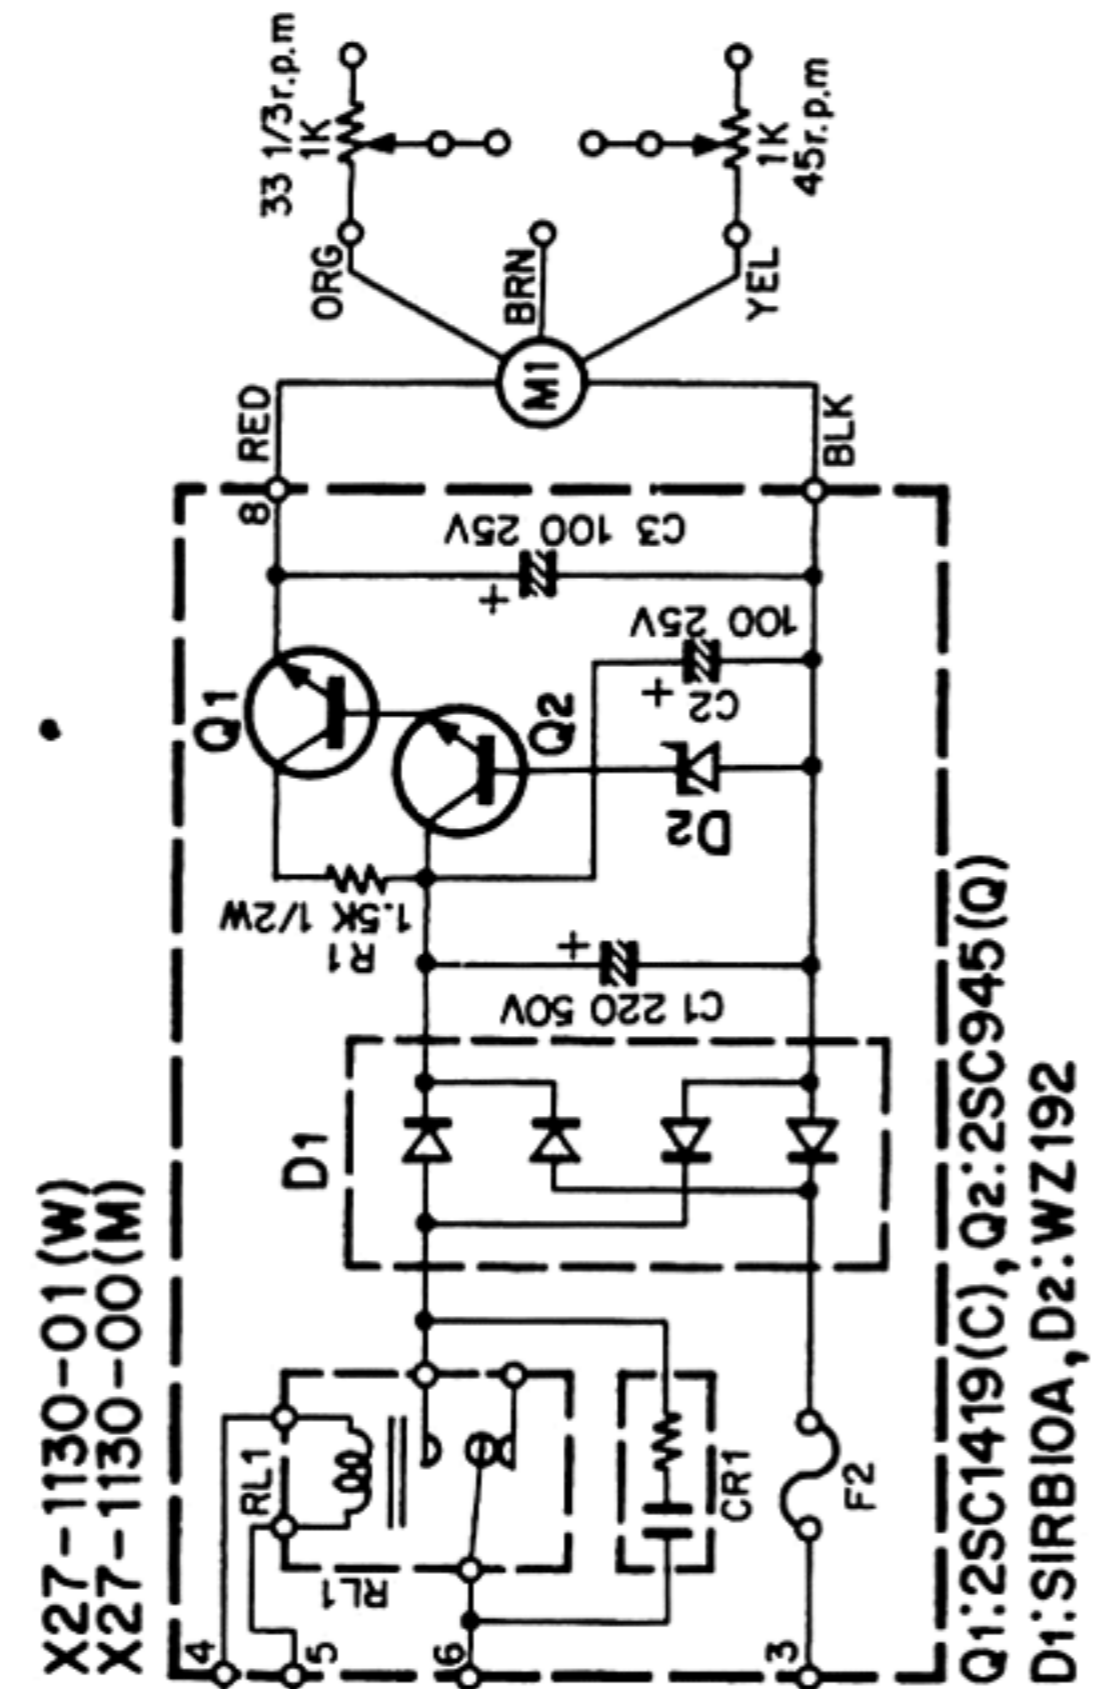 X27-1130-01(W)
X27-1130-00(M)
4
5
6
3
RL1
RL1
CR1
F2
D1
C1 220 50V
R1
1.5K 1/2W
Q1
Q2
D2
C2
100 25V
+
+
+
C3 100 25V
8
RED
BLK
M1
ORG
BRN
YEL
33 1/3r.p.m
1K
1K
45r.p.m
Q1:2SC1419(C),Q2:2SC945(Q)
D1:SIRBIOA,D2:WZ192